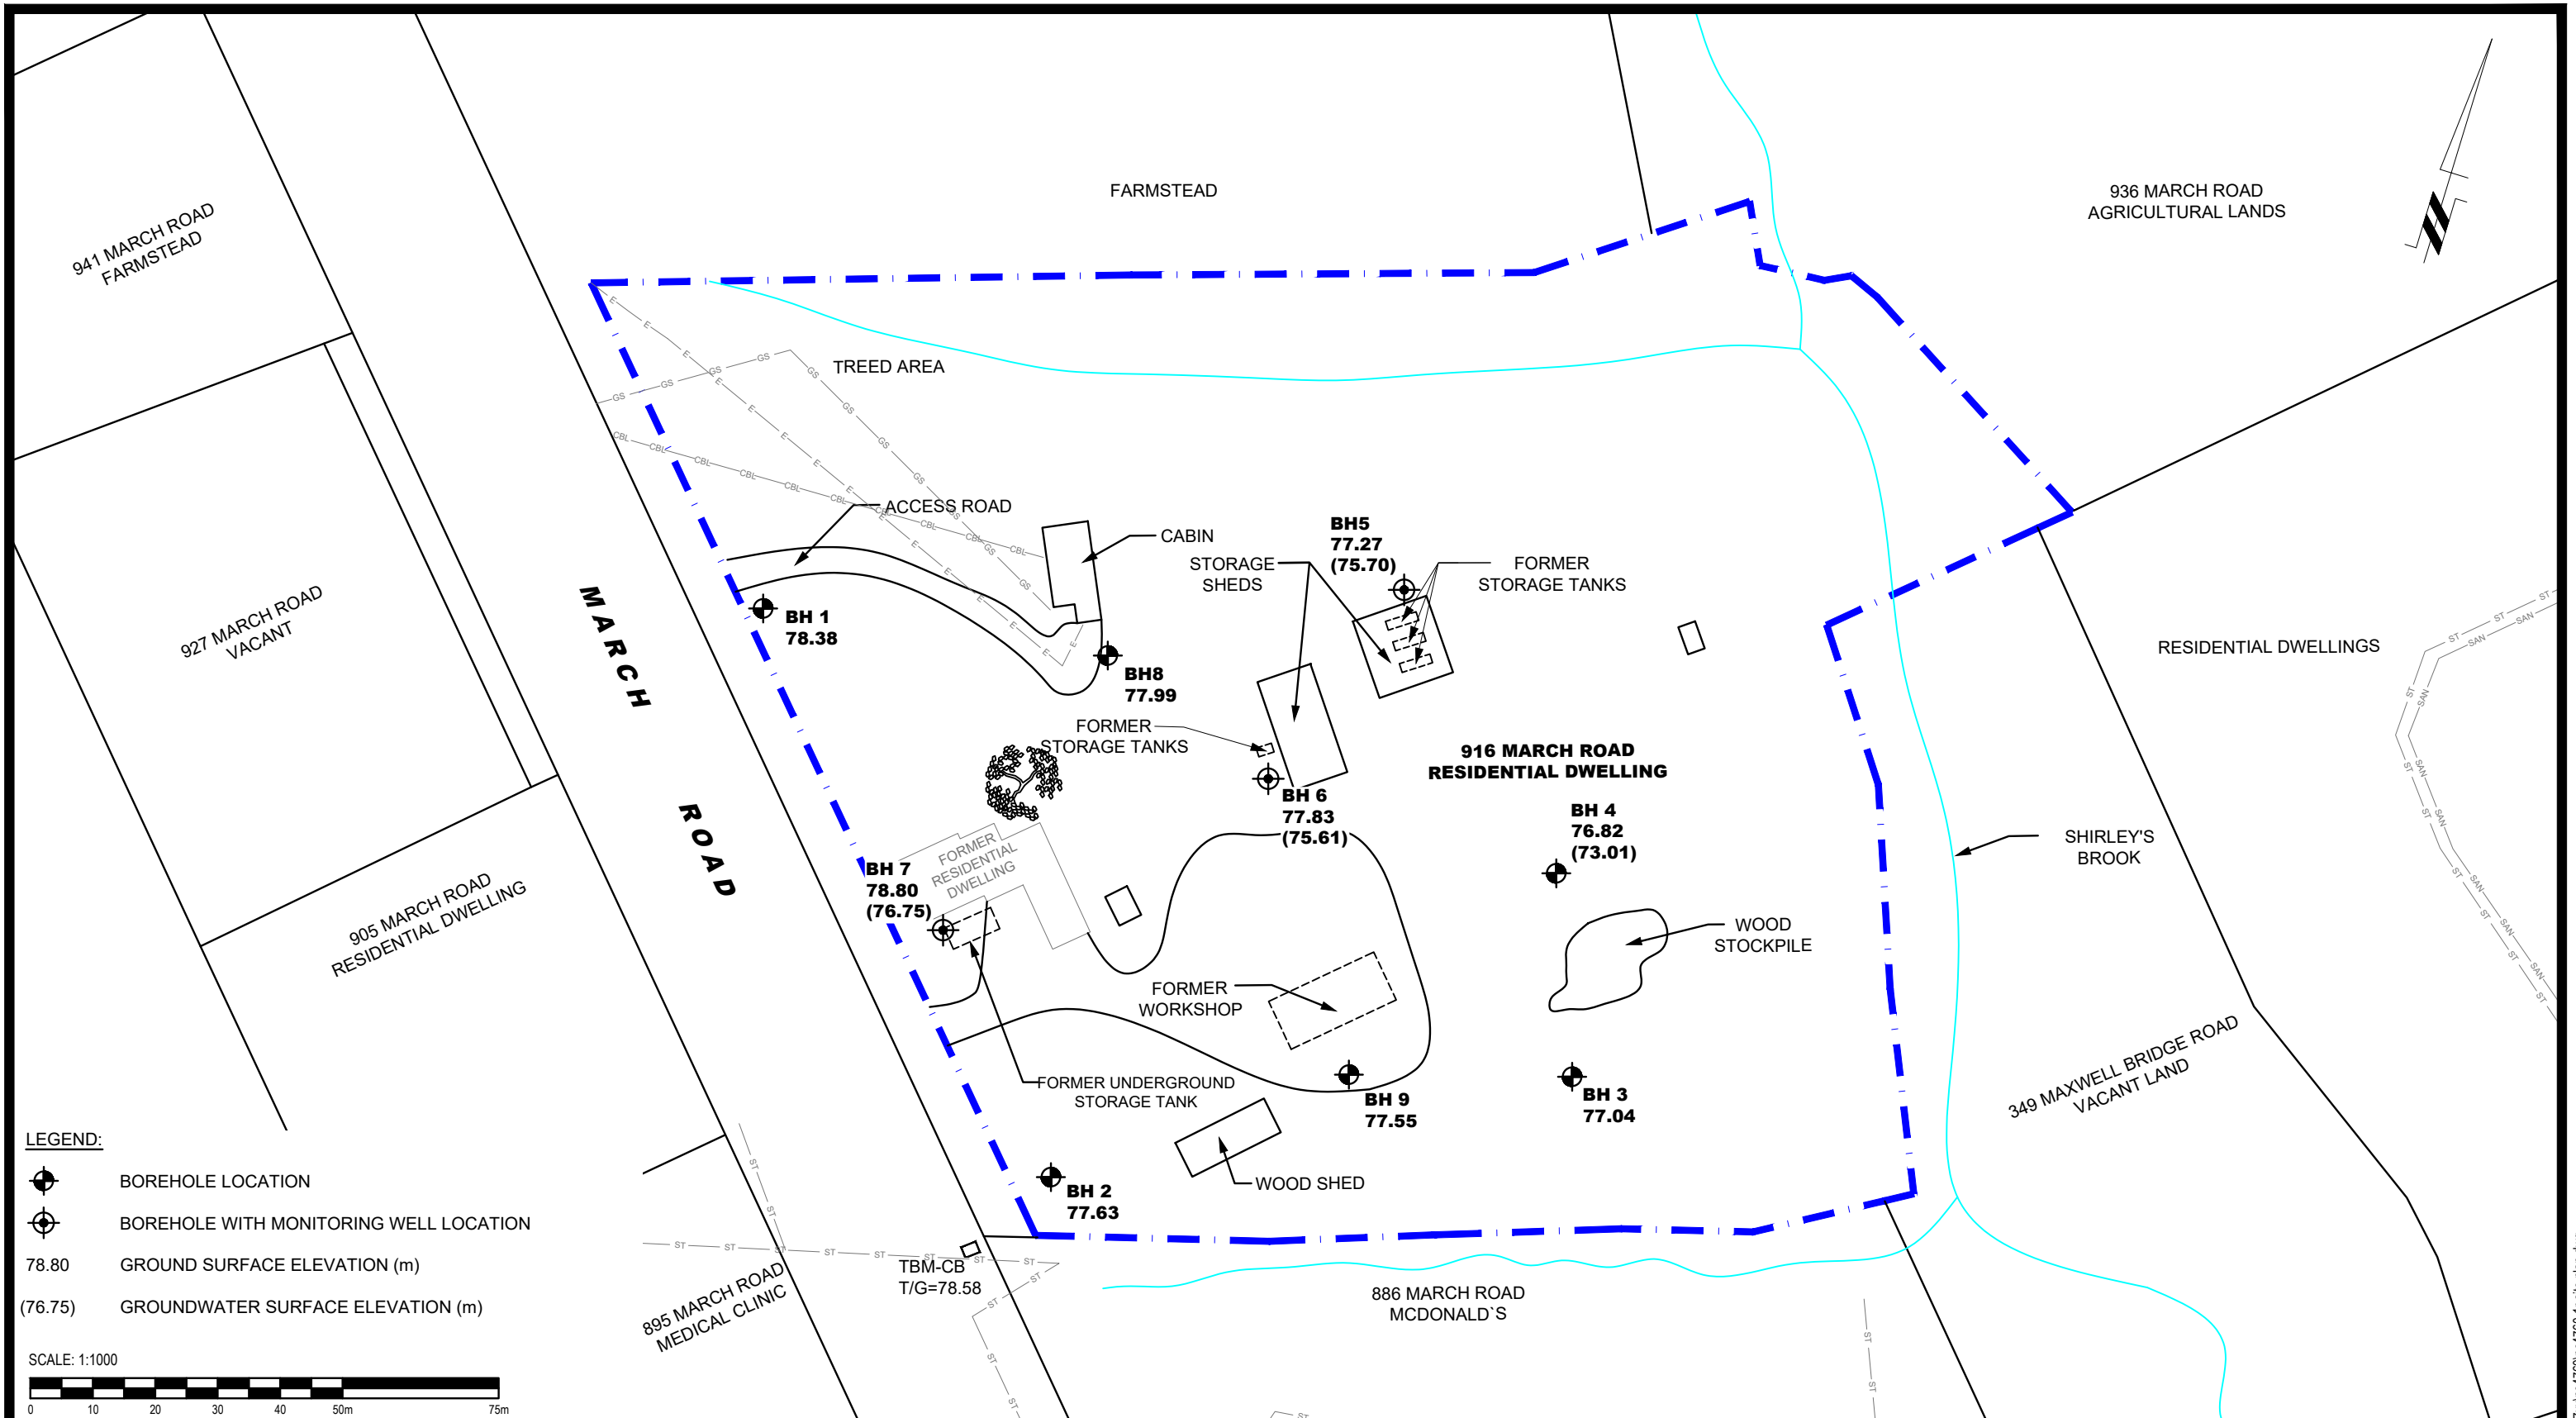 FARMSTEAD
936 MARCH ROAD
AGRICULTURAL LANDS
941 MARCH ROAD
FARMSTEAD
TREED AREA
ACCESS ROAD
CABIN
BH5
77.27
(75.70)
STORAGE
SHEDS
FORMER
STORAGE TANKS
927 MARCH ROAD
VACANT
MARCH
ROAD
BH 1
78.38
BH8
77.99
RESIDENTIAL DWELLINGS
FORMER
STORAGE TANKS
916 MARCH ROAD
RESIDENTIAL DWELLING
BH 6
77.83
(75.61)
BH 4
76.82
(73.01)
SHIRLEY'S
BROOK
FORMER
RESIDENTIAL
DWELLING
BH 7
78.80
(76.75)
905 MARCH ROAD
RESIDENTIAL DWELLING
WOOD
STOCKPILE
FORMER
WORKSHOP
FORMER UNDERGROUND
STORAGE TANK
BH 9
77.55
BH 3
77.04
349 MAXWELL BRIDGE ROAD
VACANT LAND
WOOD SHED
BH 2
77.63
TBM-CB
T/G=78.58
895 MARCH ROAD
MEDICAL CLINIC
886 MARCH ROAD
MCDONALD`S
LEGEND:
BOREHOLE LOCATION
BOREHOLE WITH MONITORING WELL LOCATION
78.80 GROUND SURFACE ELEVATION (m)
(76.75) GROUNDWATER SURFACE ELEVATION (m)
SCALE: 1:1000
0 10 20 30 40 50m 75m